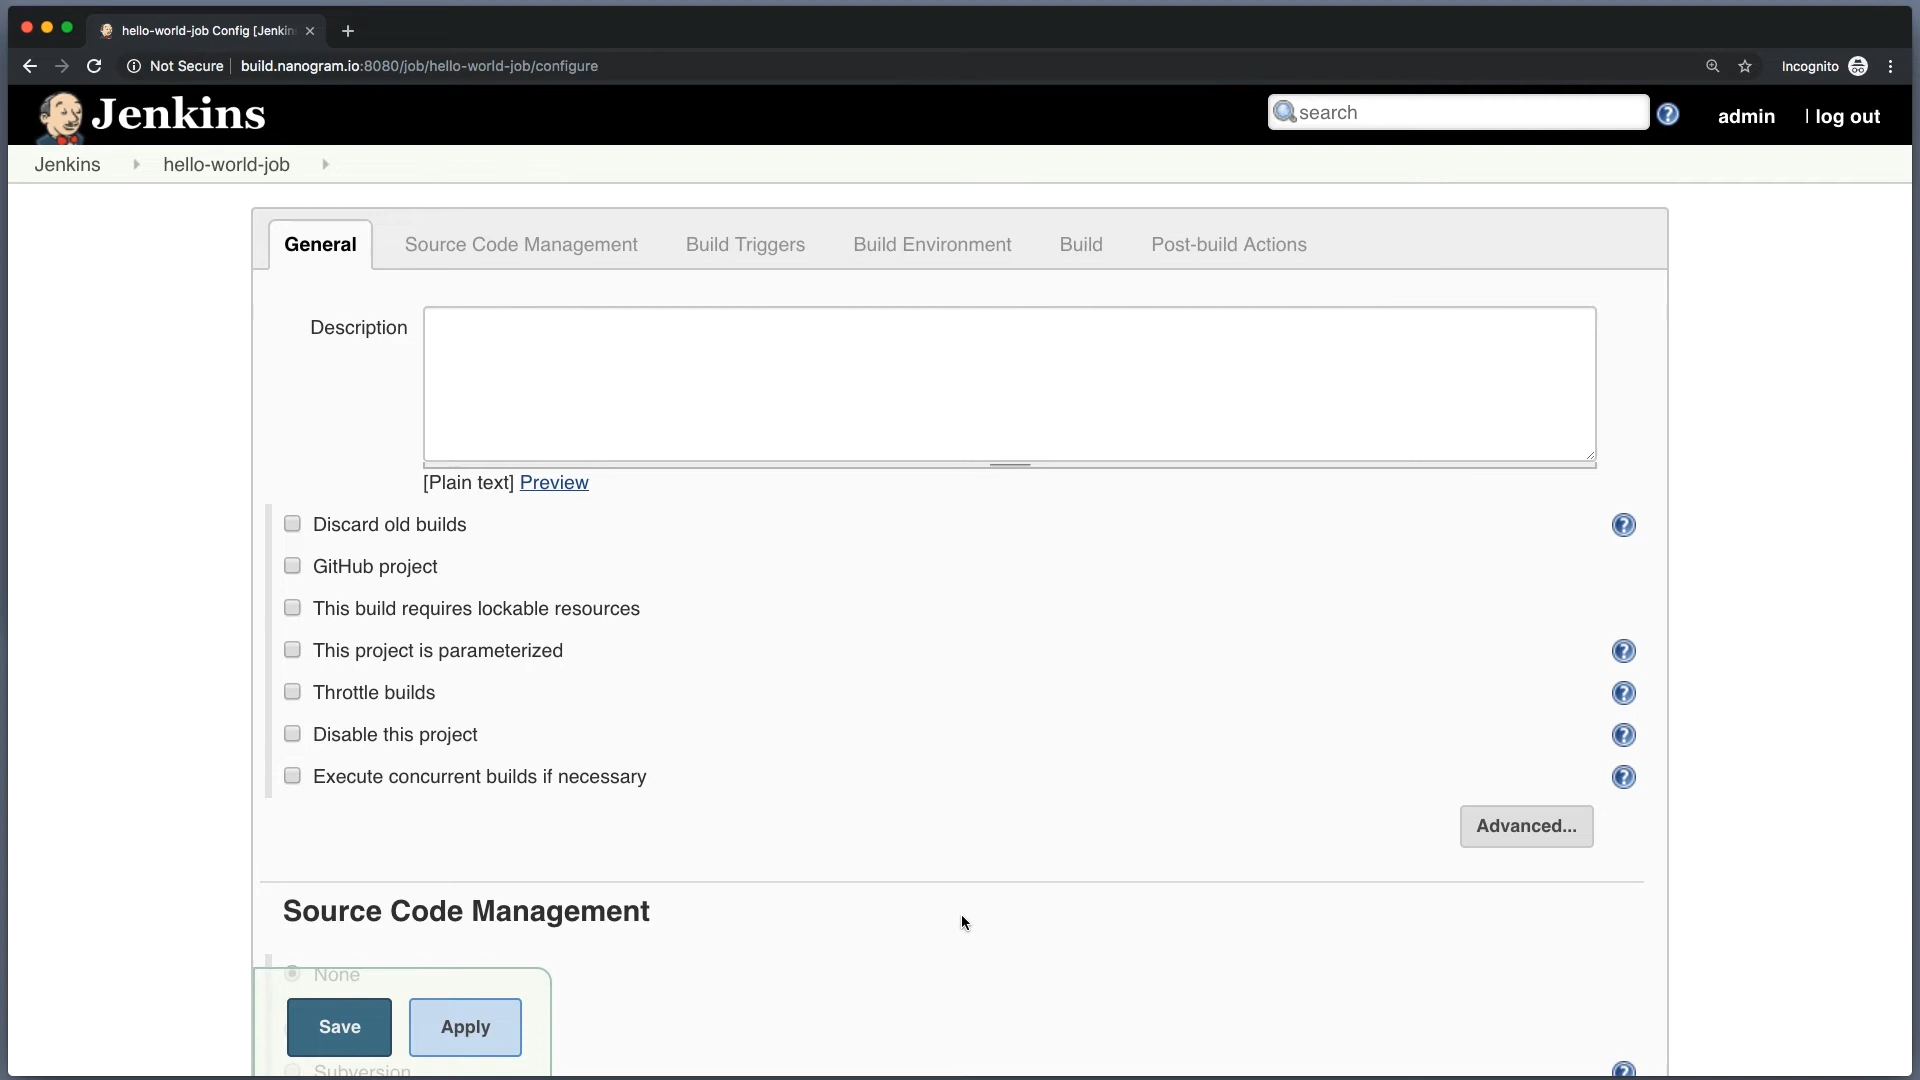 hello-world-job Config [Jenkin
Not Secure build.nanogram.io:8080/job/hello-world-job/configure Incognito
Jenkins search ? admin | log out
Jenkins hello-world-job
General Source Code Management Build Triggers Build Environment Build Post-build Actions
Description
[Plain text] Preview
Discard old builds ?
GitHub project
This build requires lockable resources
This project is parameterized ?
Throttle builds ?
Disable this project ?
Execute concurrent builds if necessary ?
Advanced...
Source Code Management
None
Save Apply
Subversion ?